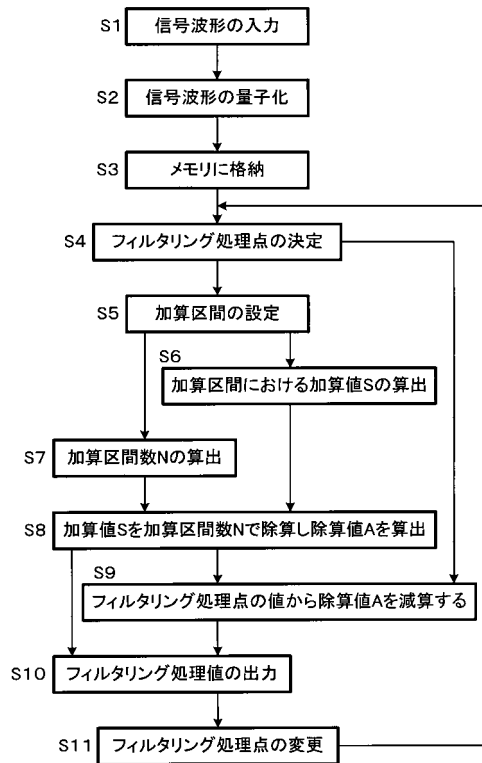 S1 信号波形の入力
S2 信号波形の量子化
S3 メモリに格納
S4 フィルタリング処理点の決定
S5 加算区間の設定
S6
加算区間における加算値Sの算出
S7 加算区間数Nの算出
S8 加算値Sを加算区間数Nで除算し除算値Aを算出
S9
フィルタリング処理点の値から除算値Aを減算する
S10 フィルタリング処理値の出力
S11 フィルタリング処理点の変更